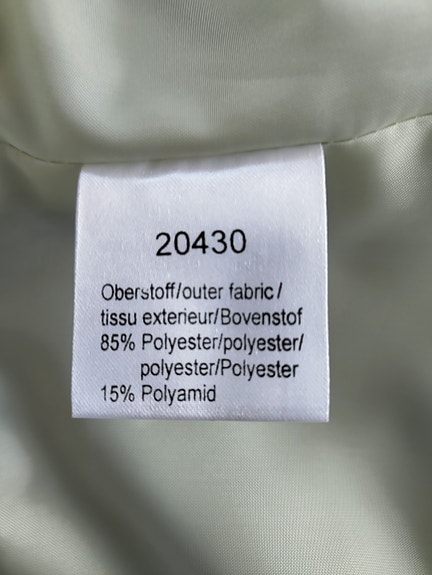 20430
Oberstoff/outer fabric/
tissu exterieur/Bovenstof
85% Polyester/polyester/
polyester/Polyester
15% Polyamid